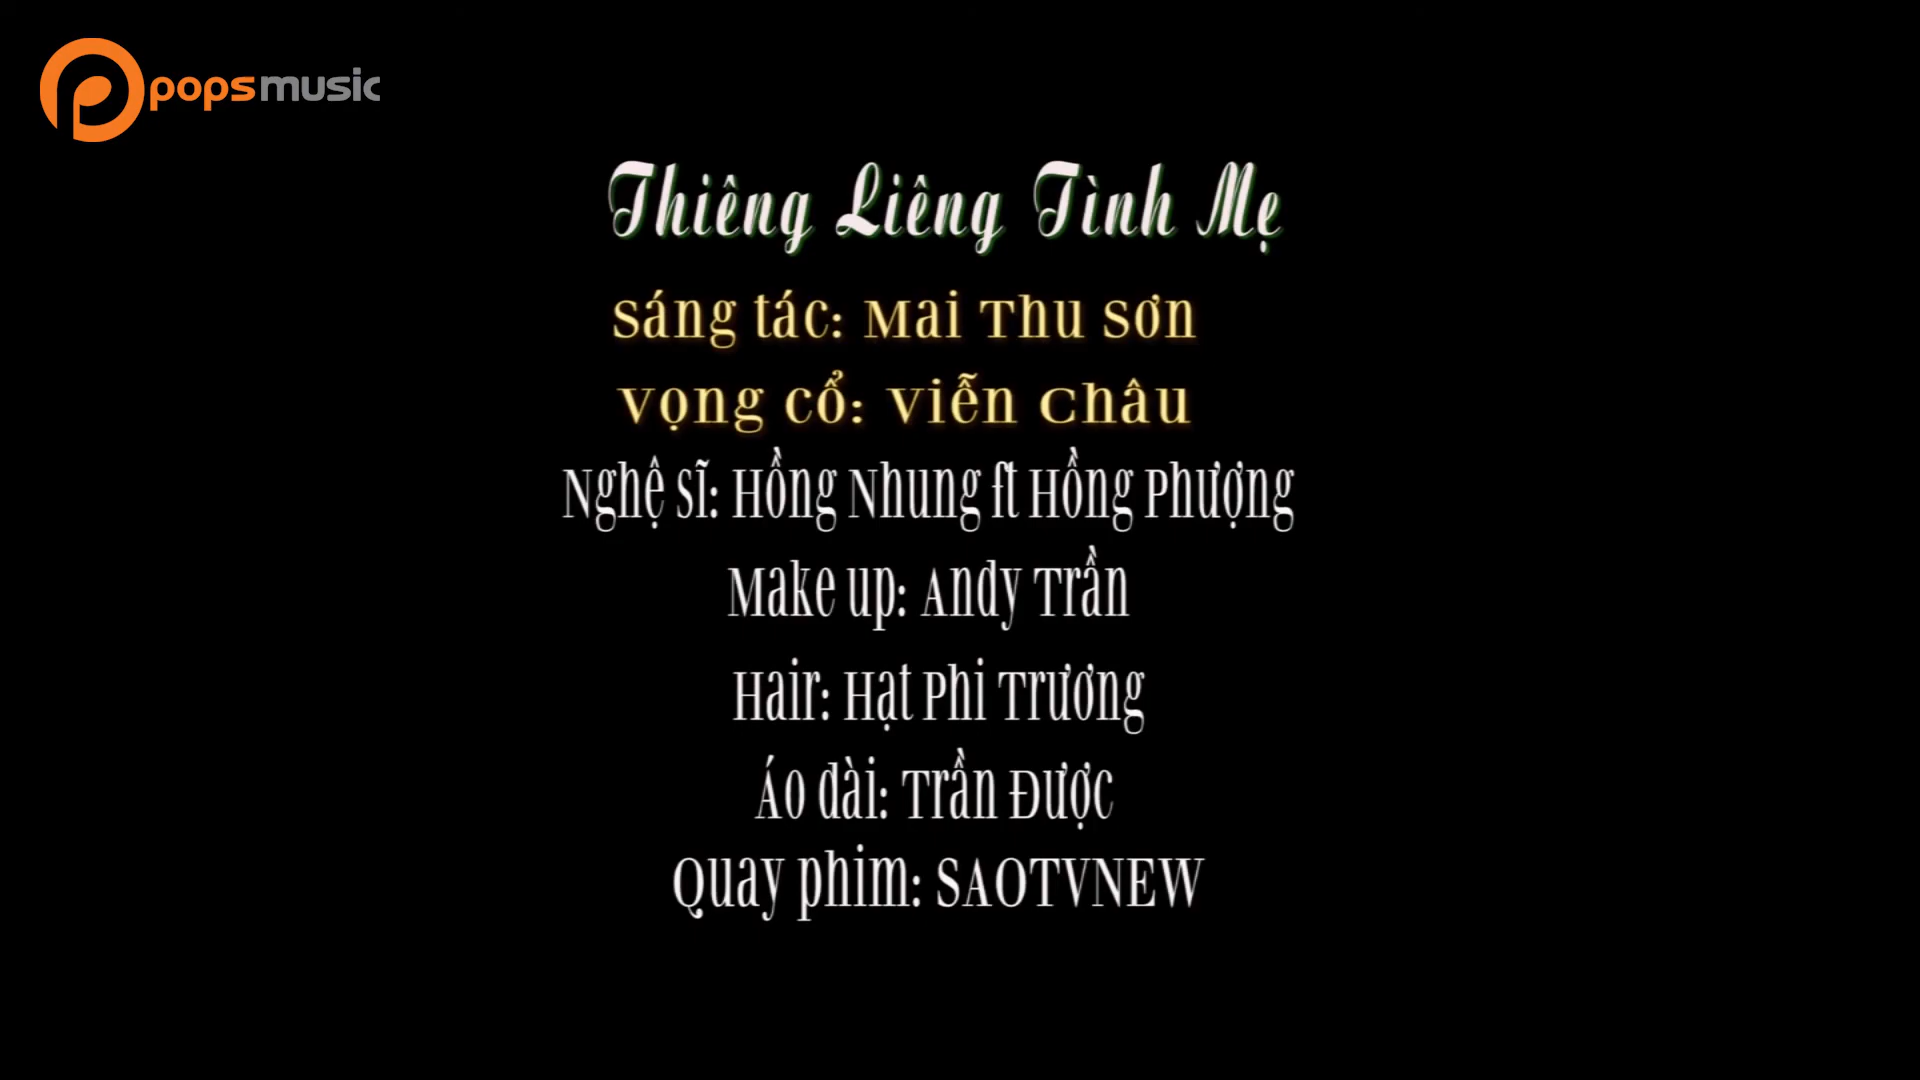 popsmusic
Thiêng Liêng Tình Mẹ
Sáng tác: Mai Thu Sơn
Vọng cổ: Viễn Châu
Nghệ sĩ: Hồng Nhung ft Hồng Phượng
Make up: Andy Trần
Hair: Hạt Phi Trương
Áo dài: Trần Được
Quay phim: SAOTVNEW